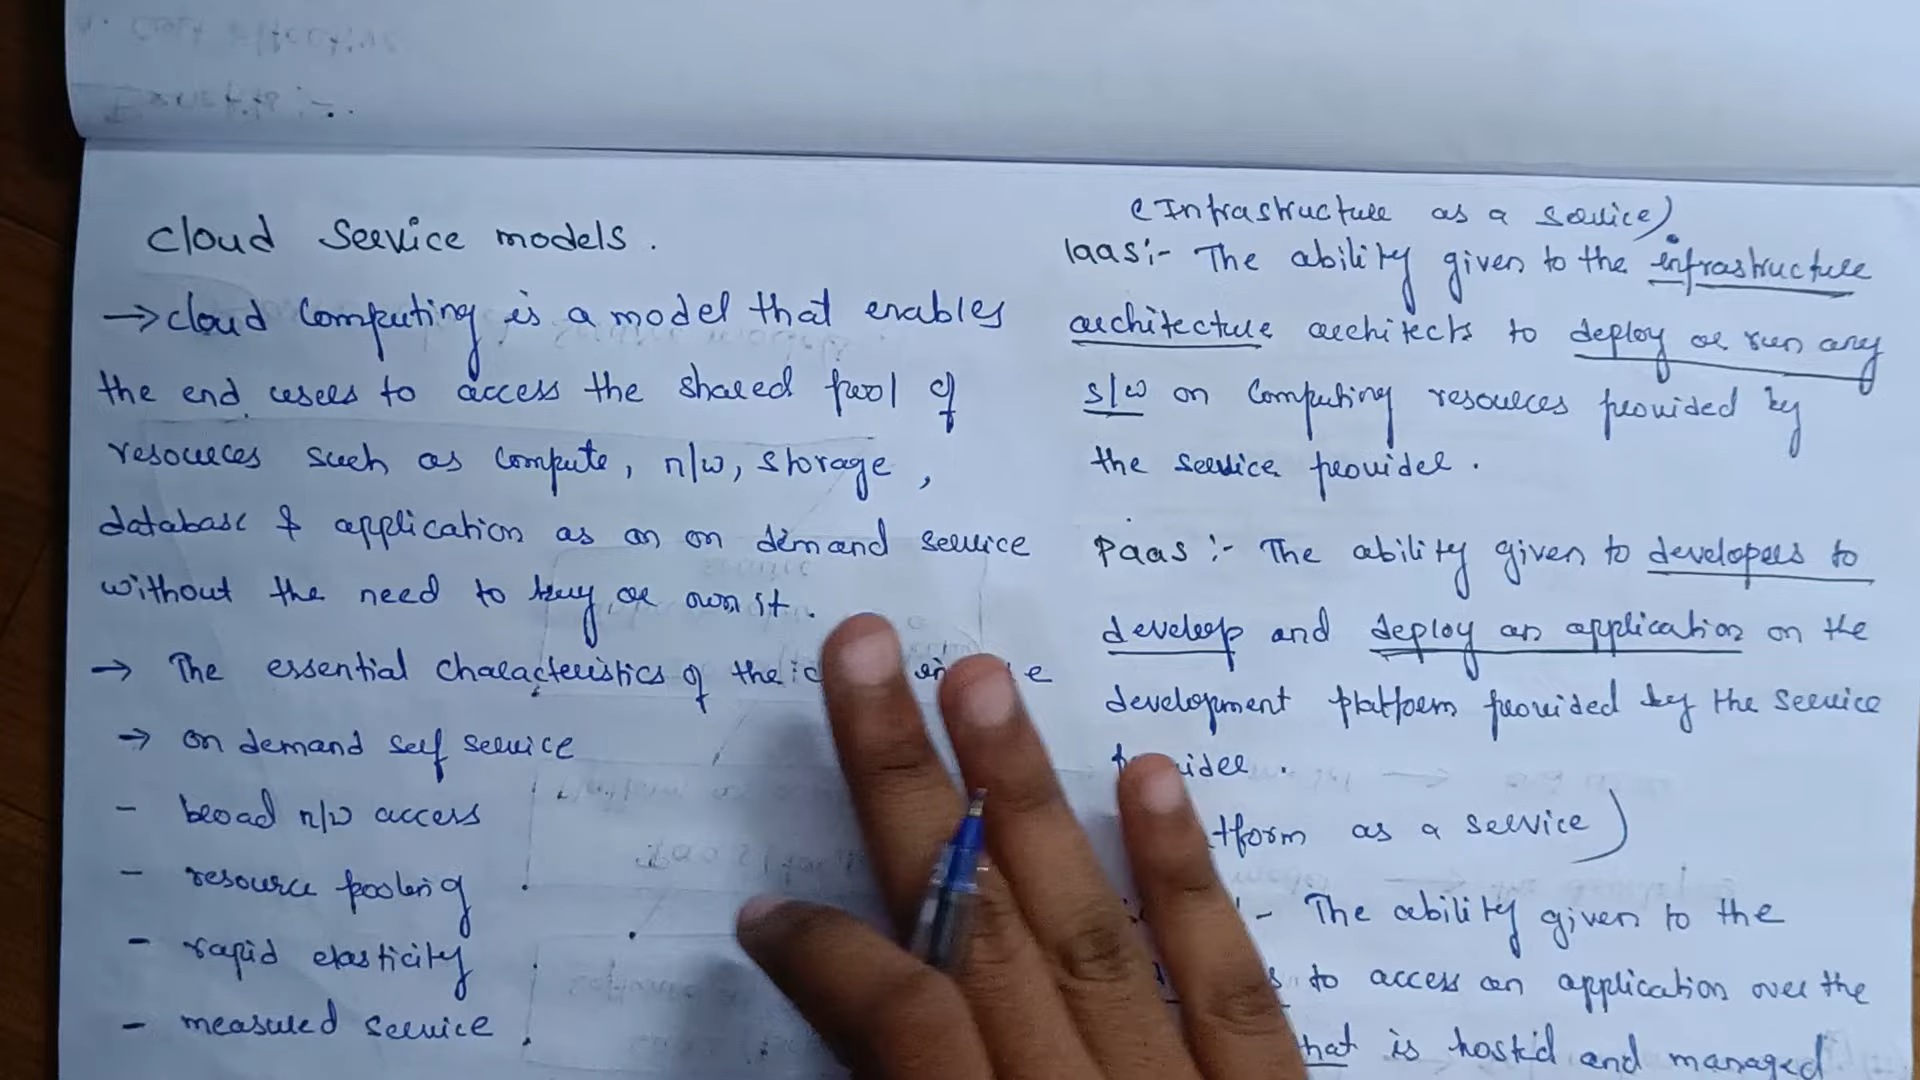 cloud Service models.
→ cloud Computing is a model that enables
the end users to access the shared pool of
resources such as compute, n/w, storage,
database & application as an on demand service
without the need to buy or own it.
→ The essential characteristics of the
→ on demand self service
- broad n/w access
- resource pooling
- rapid elasticity
- measured service
(Infrastructure as a service)
Iaas:- The ability given to the infrastructure
architecture architects to deploy or run any
s/w on Computing resources provided by
the service provider.
Paas:- The ability given to developers to
develop and deploy an application on the
development platform provided by the service
as a service)
- The ability given to the
to access an application over the
is hosted and managed